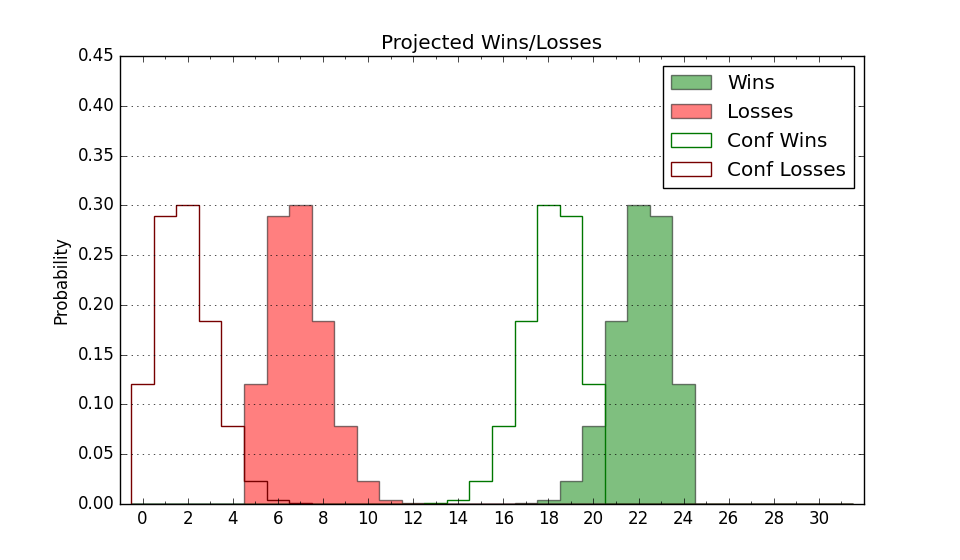 Projected Wins/Losses
0.45
0.40
0.35
0.30
0.25
0.20
0.15
0.10
0.05
0.00
Probability
Wins
Losses
Conf Wins
Conf Losses
0 2 4 6 8 10 12 14 16 18 20 22 24 26 28 30